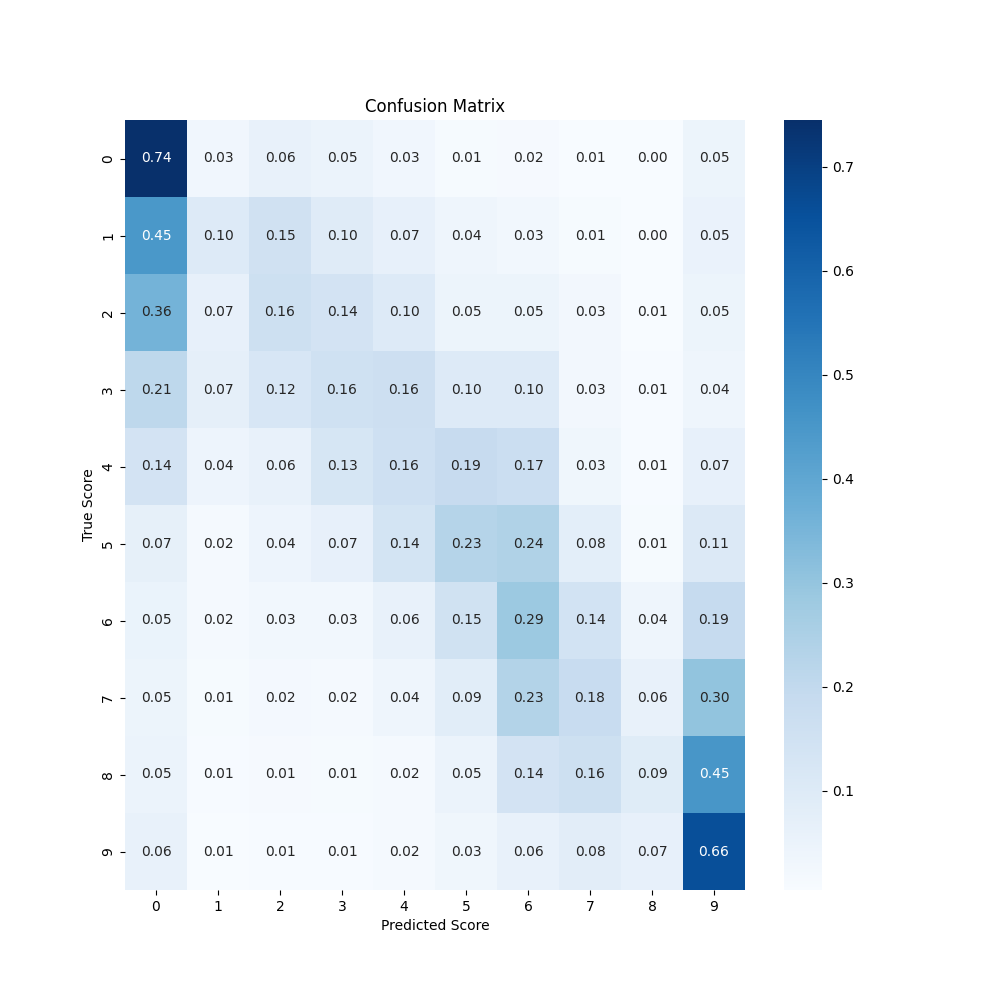 Confusion Matrix
0 0.74 0.03 0.06 0.05 0.03 0.01 0.02 0.01 0.00 0.05
1 0.45 0.10 0.15 0.10 0.07 0.04 0.03 0.01 0.00 0.05
2 0.36 0.07 0.16 0.14 0.10 0.05 0.05 0.03 0.01 0.05
3 0.21 0.07 0.12 0.16 0.16 0.10 0.10 0.03 0.01 0.04
4 0.14 0.04 0.06 0.13 0.16 0.19 0.17 0.03 0.01 0.07
5 0.07 0.02 0.04 0.07 0.14 0.23 0.24 0.08 0.01 0.11
6 0.05 0.02 0.03 0.03 0.06 0.15 0.29 0.14 0.04 0.19
7 0.05 0.01 0.02 0.02 0.04 0.09 0.23 0.18 0.06 0.30
8 0.05 0.01 0.01 0.01 0.02 0.05 0.14 0.16 0.09 0.45
9 0.06 0.01 0.01 0.01 0.02 0.03 0.06 0.08 0.07 0.66
0 1 2 3 4 5 6 7 8 9
Predicted Score
True Score
0.7
0.6
0.5
0.4
0.3
0.2
0.1